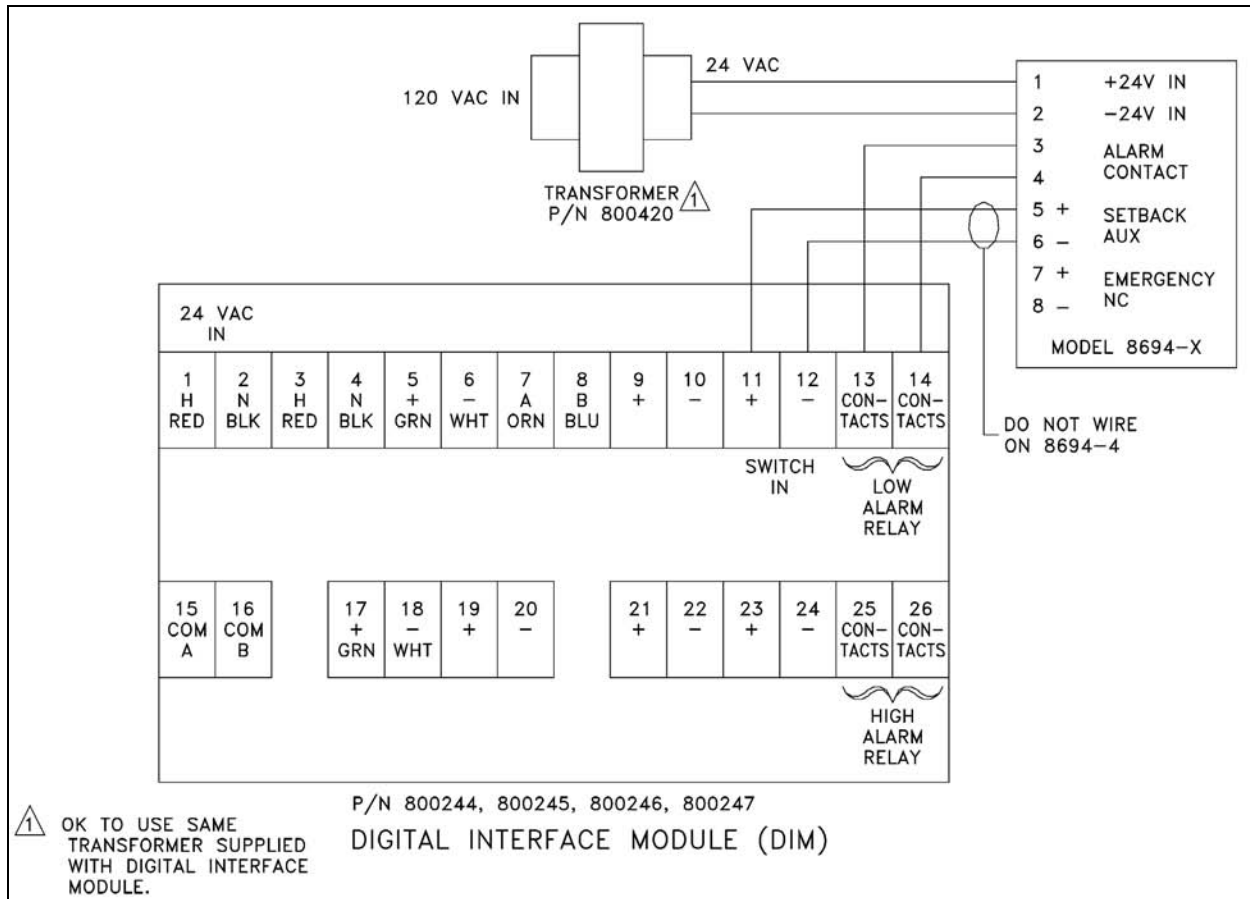 24 VAC
120 VAC IN
TRANSFORMER 1
P/N 800420
1 +24V IN
2 −24V IN
3 ALARM
4 CONTACT
5 + SETBACK
6 − AUX
7 + EMERGENCY
8 − NC
MODEL 8694−X
DO NOT WIRE
ON 8694−4
24 VAC
IN
1 2 3 4 5 6 7 8 9 10 11 12 13 14
H N H N + − A B + − + − CON- CON-
RED BLK RED BLK GRN WHT ORN BLU TACTS TACTS
SWITCH
IN
LOW
ALARM
RELAY
15 16 17 18 19 20 21 22 23 24 25 26
COM COM + − + − + − + − CON- CON-
A B GRN WHT TACTS TACTS
HIGH
ALARM
RELAY
P/N 800244, 800245, 800246, 800247
DIGITAL INTERFACE MODULE (DIM)
1 OK TO USE SAME
TRANSFORMER SUPPLIED
WITH DIGITAL INTERFACE
MODULE.